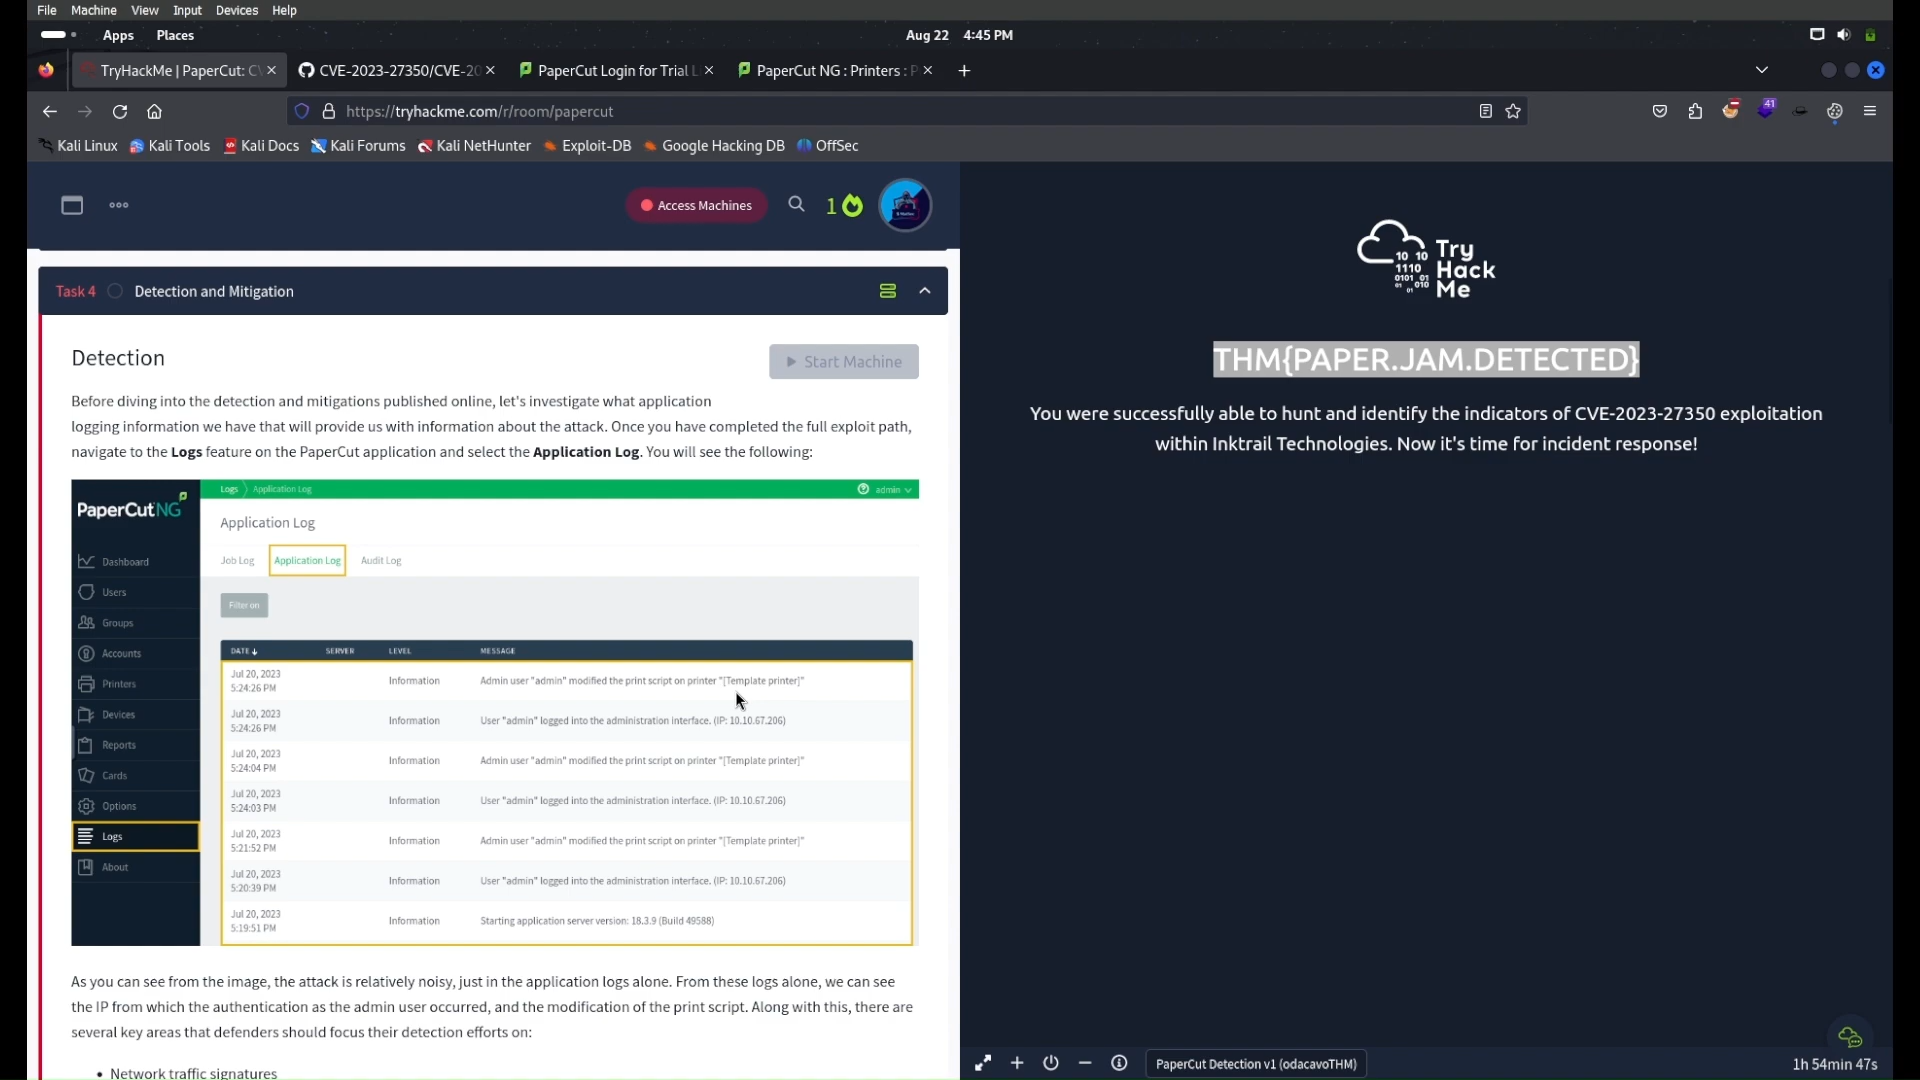 File Machine View Input Devices Help
Apps Places
Aug 22 4:45 PM
TryHackMe | PaperCut: CV
CVE-2023-27350/CVE-20
PaperCut Login for Trial L
PaperCut NG : Printers : P
https://tryhackme.com/r/room/papercut
41
Kali Linux Kali Tools Kali Docs Kali Forums Kali NetHunter Exploit-DB Google Hacking DB OffSec
Access Machines
1
Task 4 Detection and Mitigation
Detection
Start Machine
Before diving into the detection and mitigations published online, let's investigate what application
logging information we have that will provide us with information about the attack. Once you have completed the full exploit path,
navigate to the Logs feature on the PaperCut application and select the Application Log. You will see the following:
PaperCut NG
Logs Application Log
admin
Application Log
Job Log Application Log Audit Log
Filter on
Dashboard
Users
Groups
Accounts
Printers
Devices
Reports
Cards
Options
Logs
About
DATE SERVER LEVEL MESSAGE
Jul 20, 2023
5:24:26 PM
Information
Admin user "admin" modified the print script on printer "[Template printer]"
Jul 20, 2023
5:24:26 PM
Information
User "admin" logged into the administration interface. (IP: 10.10.67.206)
Jul 20, 2023
5:24:04 PM
Information
Admin user "admin" modified the print script on printer "[Template printer]"
Jul 20, 2023
5:24:03 PM
Information
User "admin" logged into the administration interface. (IP: 10.10.67.206)
Jul 20, 2023
5:21:52 PM
Information
Admin user "admin" modified the print script on printer "[Template printer]"
Jul 20, 2023
5:20:39 PM
Information
User "admin" logged into the administration interface. (IP: 10.10.67.206)
Jul 20, 2023
5:19:51 PM
Information
Starting application server version: 18.3.9 (Build 49588)
As you can see from the image, the attack is relatively noisy, just in the application logs alone. From these logs alone, we can see
the IP from which the authentication as the admin user occurred, and the modification of the print script. Along with this, there are
several key areas that defenders should focus their detection efforts on:
• Network traffic signatures
Try
Hack
Me
10 10
1110
0101 01
01 010
01
THM{PAPER.JAM.DETECTED}
You were successfully able to hunt and identify the indicators of CVE-2023-27350 exploitation
within Inktrail Technologies. Now it's time for incident response!
PaperCut Detection v1 (odacavoTHM)
1h 54min 47s